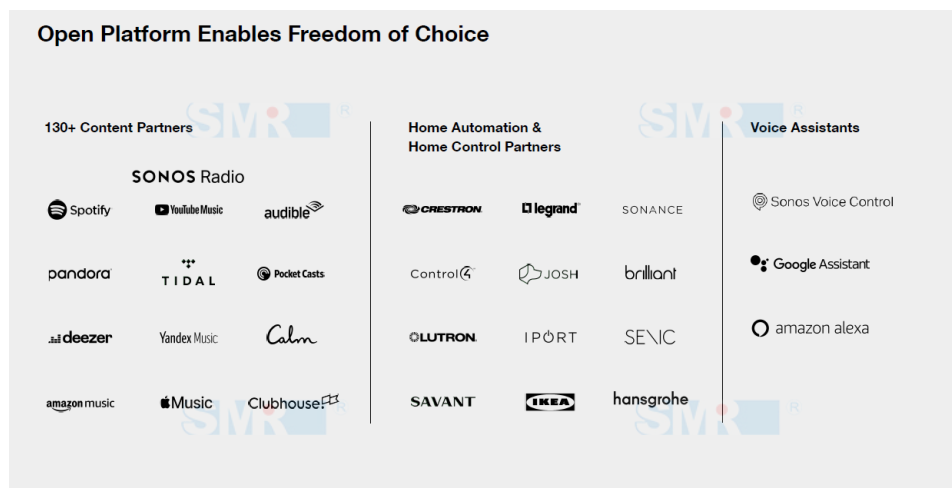 Open Platform Enables Freedom of Choice
130+ Content Partners
SONOS Radio
Spotify YouTube Music audible
pandora TIDAL Pocket Casts
deezer Yandex Music Calm
amazon music Music Clubhouse
Home Automation &
Home Control Partners
CRESTRON legrand SONANCE
Control4 JOSH brilliant
LUTRON IPORT SENIC
SAVANT IKEA hansgrohe
Voice Assistants
Sonos Voice Control
Google Assistant
amazon alexa
SMR ®
SMR ®
SMR ®
SMR ®